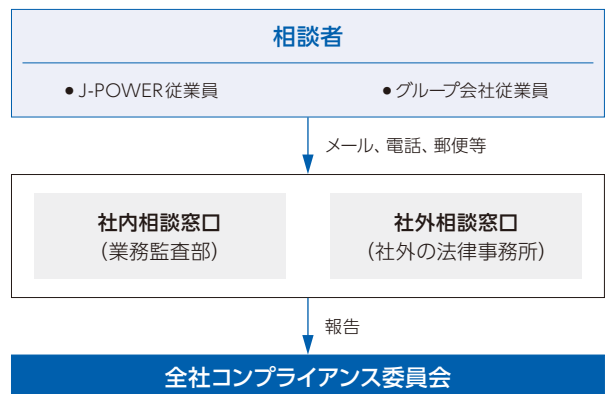 相談者
●J-POWER従業員
●グループ会社従業員
メール、電話、郵便等
社内相談窓口
（業務監査部）
社外相談窓口
（社外の法律事務所）
報告
全社コンプライアンス委員会